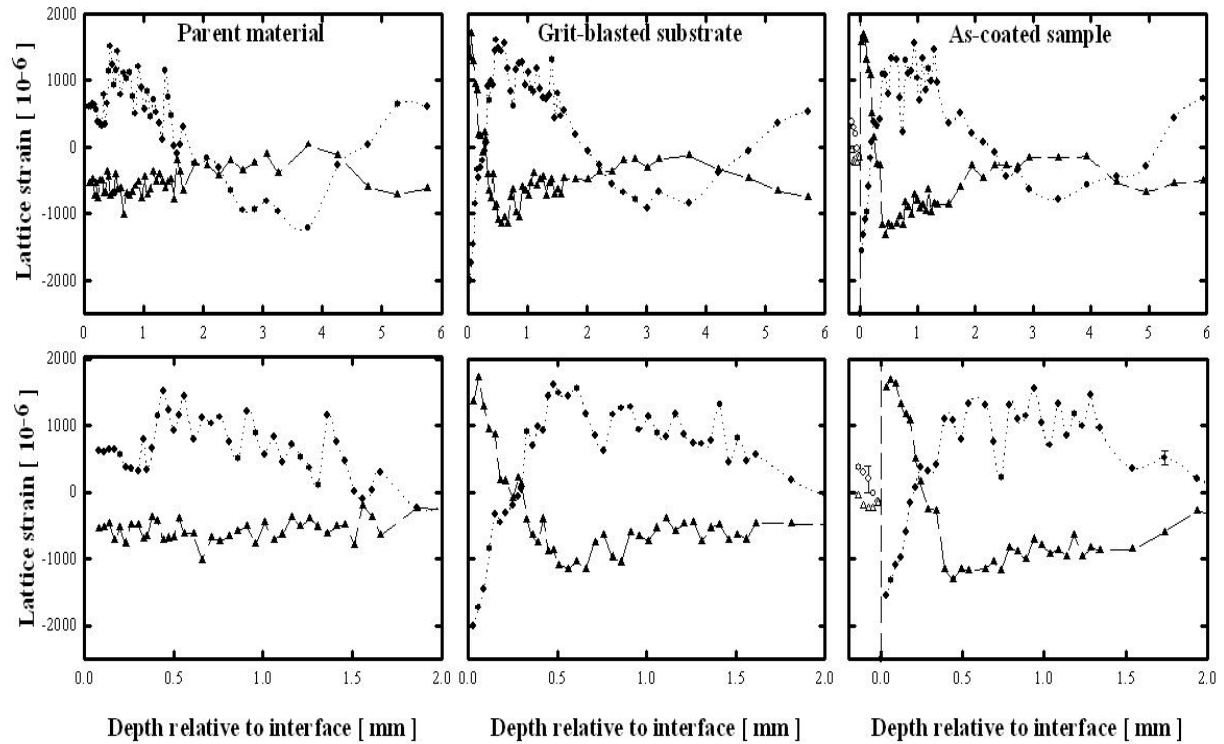 Parent material
Grit-blasted substrate
As-coated sample
Lattice strain [ 10⁻⁶ ]
2000
1000
0
-1000
-2000
0 1 2 3 4 5 6
0 1 2 3 4 5 6
0 1 2 3 4 5 6
Lattice strain [ 10⁻⁶ ]
2000
1000
0
-1000
-2000
0.0 0.5 1.0 1.5 2.0
0.0 0.5 1.0 1.5 2.0
0.0 0.5 1.0 1.5 2.0
Depth relative to interface [ mm ]
Depth relative to interface [ mm ]
Depth relative to interface [ mm ]